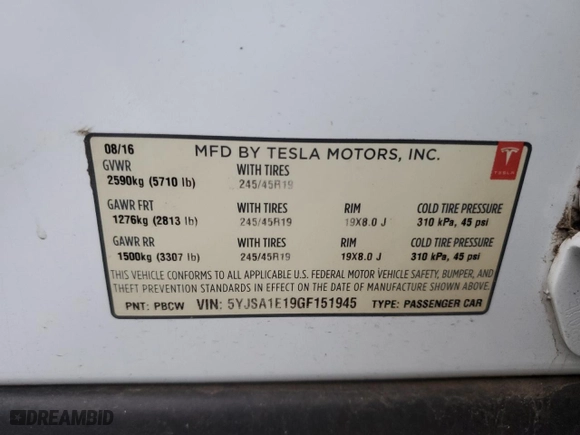 08/16 MFD BY TESLA MOTORS, INC.
TESLA
GVWR WITH TIRES
2590kg (5710 lb) 245/45R19
GAWR FRT WITH TIRES RIM COLD TIRE PRESSURE
1276kg (2813 lb) 245/45R19 19X8.0 J 310 kPa, 45 psi
GAWR RR WITH TIRES RIM COLD TIRE PRESSURE
1500kg (3307 lb) 245/45R19 19X8.0 J 310 kPa, 45 psi
THIS VEHICLE CONFORMS TO ALL APPLICABLE U.S. FEDERAL MOTOR VEHICLE SAFETY, BUMPER, AND
THEFT PREVENTION STANDARDS IN EFFECT ON THE DATE OF MANUFACTURE SHOWN ABOVE.
PNT: PBCW VIN: 5YJSA1E19GF151945 TYPE: PASSENGER CAR
DREAMBID